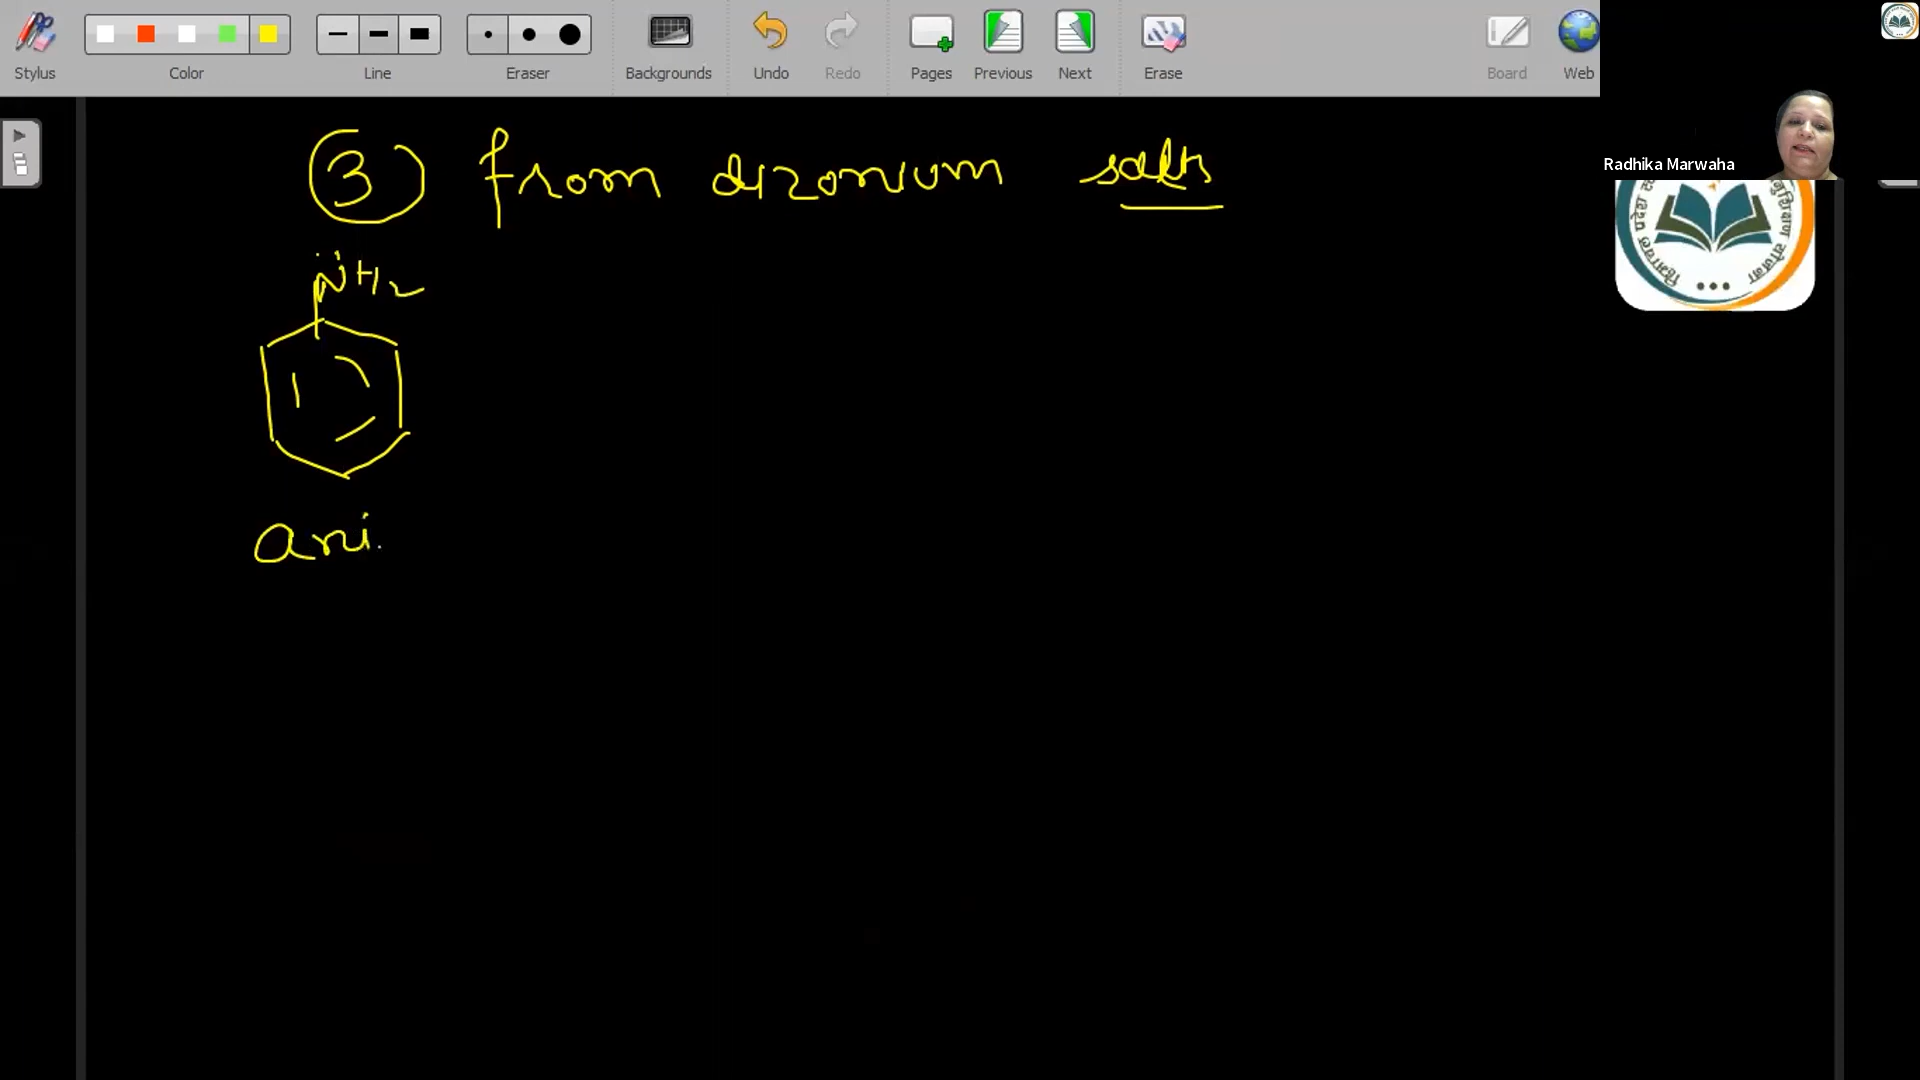 Stylus
Color
Line
Eraser
Backgrounds
Undo
Redo
Pages
Previous
Next
Erase
Board
Web
Radhika Marwaha
3 from dizonium salts
NH2
ani